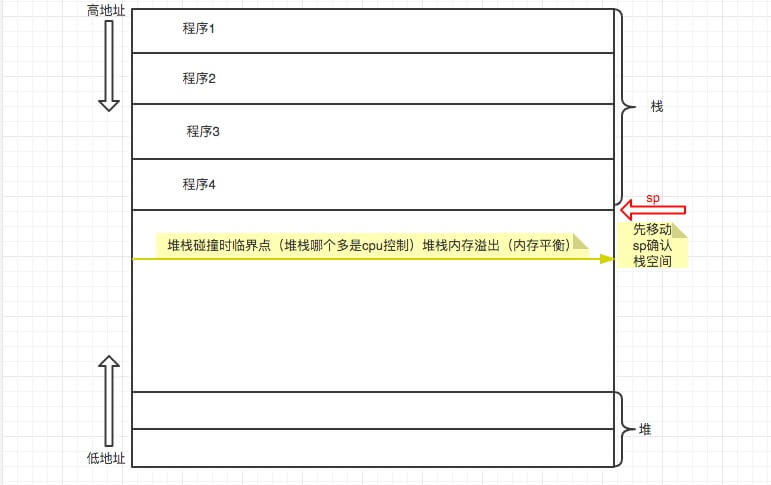 高地址
程序1
程序2
程序3
程序4
栈
sp
先移动
sp确认
栈空间
堆栈碰撞时临界点（堆栈哪个多是cpu控制）堆栈内存溢出（内存平衡）
堆
低地址